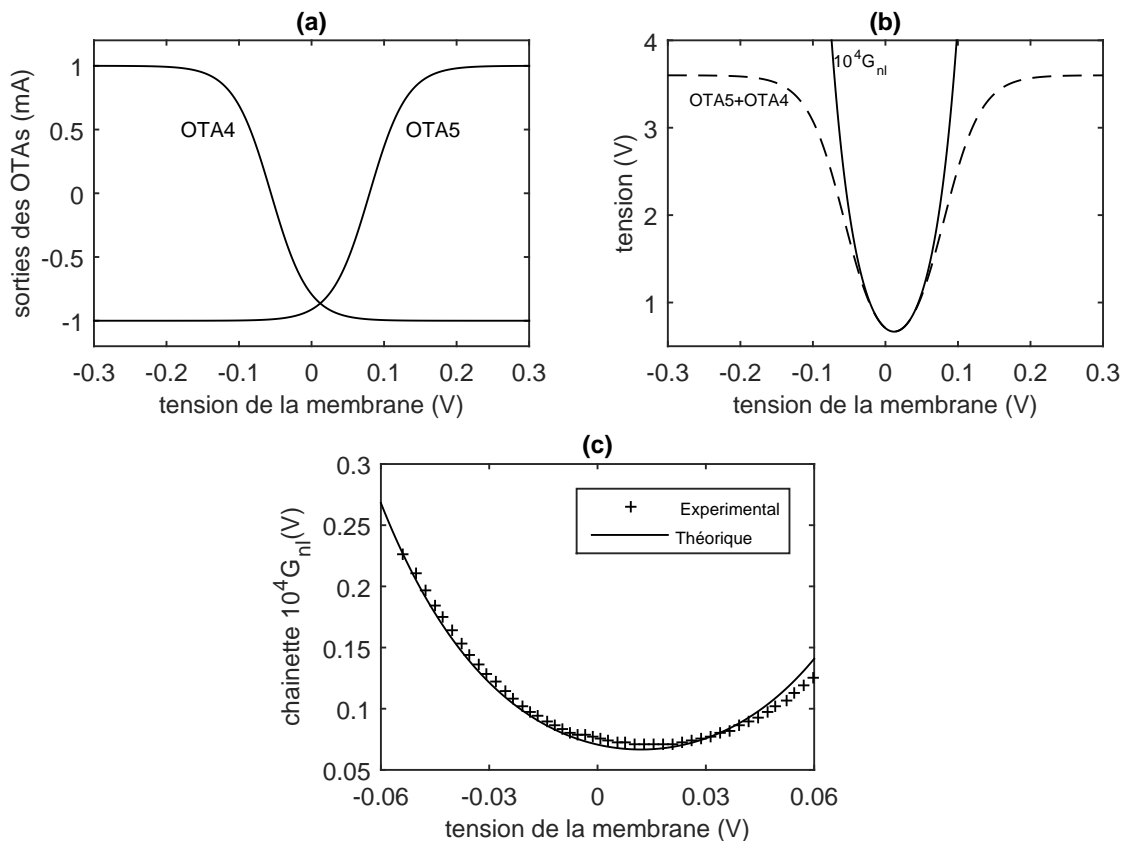 (a)
sorties des OTAs (mA)
1
0.5
0
-0.5
-1
OTA4
OTA5
-0.3 -0.2 -0.1 0 0.1 0.2 0.3
tension de la membrane (V)
(b)
tension (V)
4
3
2
1
10^4G_nl
OTA5+OTA4
-0.3 -0.2 -0.1 0 0.1 0.2 0.3
tension de la membrane (V)
(c)
chainette 10^4G_nl(V)
0.3
0.25
0.2
0.15
0.1
0.05
Experimental
Théorique
-0.06 -0.03 0 0.03 0.06
tension de la membrane (V)